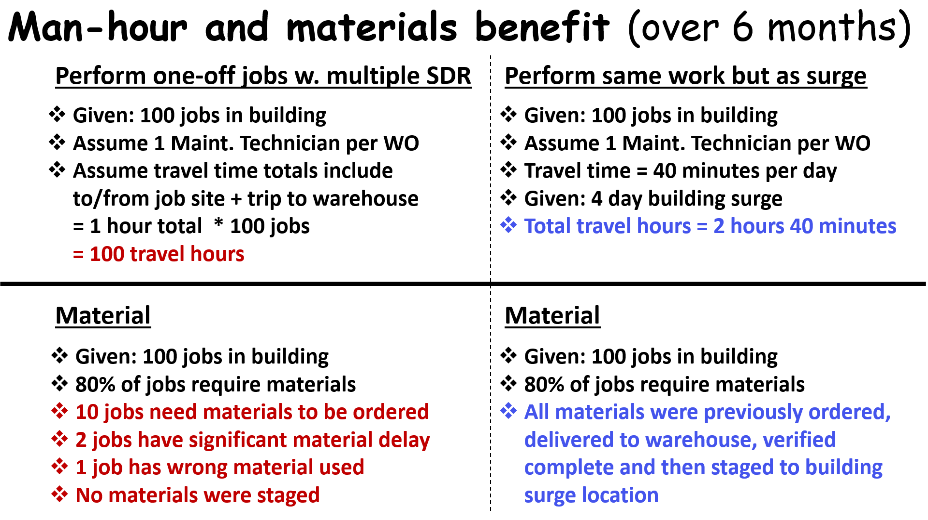 Man-hour and materials benefit (over 6 months)
Perform one-off jobs w. multiple SDR
❖ Given: 100 jobs in building
❖ Assume 1 Maint. Technician per WO
❖ Assume travel time totals include
to/from job site + trip to warehouse
= 1 hour total * 100 jobs
= 100 travel hours
Perform same work but as surge
❖ Given: 100 jobs in building
❖ Assume 1 Maint. Technician per WO
❖ Travel time = 40 minutes per day
❖ Given: 4 day building surge
❖ Total travel hours = 2 hours 40 minutes
Material
❖ Given: 100 jobs in building
❖ 80% of jobs require materials
❖ 10 jobs need materials to be ordered
❖ 2 jobs have significant material delay
❖ 1 job has wrong material used
❖ No materials were staged
Material
❖ Given: 100 jobs in building
❖ 80% of jobs require materials
❖ All materials were previously ordered,
delivered to warehouse, verified
complete and then staged to building
surge location